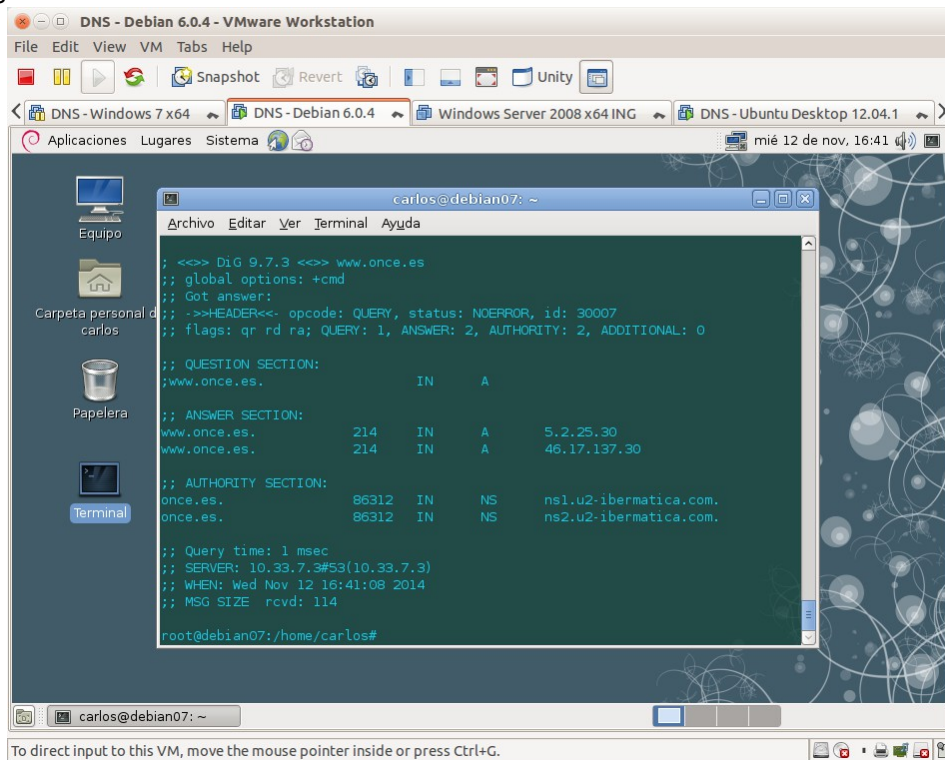 DNS - Debian 6.0.4 - VMware Workstation
File Edit View VM Tabs Help
Snapshot Revert Unity
DNS - Windows 7 x64 DNS - Debian 6.0.4 Windows Server 2008 x64 ING DNS - Ubuntu Desktop 12.04.1
Aplicaciones Lugares Sistema mié 12 de nov, 16:41
Equipo
Carpeta personal d
carlos
Papelera
Terminal
carlos@debian07: ~
Archivo Editar Ver Terminal Ayuda
; <<>> DiG 9.7.3 <<>> www.once.es
;; global options: +cmd
;; Got answer:
;; ->>HEADER<<- opcode: QUERY, status: NOERROR, id: 30007
;; flags: qr rd ra; QUERY: 1, ANSWER: 2, AUTHORITY: 2, ADDITIONAL: 0
;; QUESTION SECTION:
;www.once.es. IN A
;; ANSWER SECTION:
www.once.es. 214 IN A 5.2.25.30
www.once.es. 214 IN A 46.17.137.30
;; AUTHORITY SECTION:
once.es. 86312 IN NS ns1.u2-ibermatica.com.
once.es. 86312 IN NS ns2.u2-ibermatica.com.
;; Query time: 1 msec
;; SERVER: 10.33.7.3#53(10.33.7.3)
;; WHEN: Wed Nov 12 16:41:08 2014
;; MSG SIZE rcvd: 114
root@debian07:/home/carlos#
carlos@debian07: ~
To direct input to this VM, move the mouse pointer inside or press Ctrl+G.